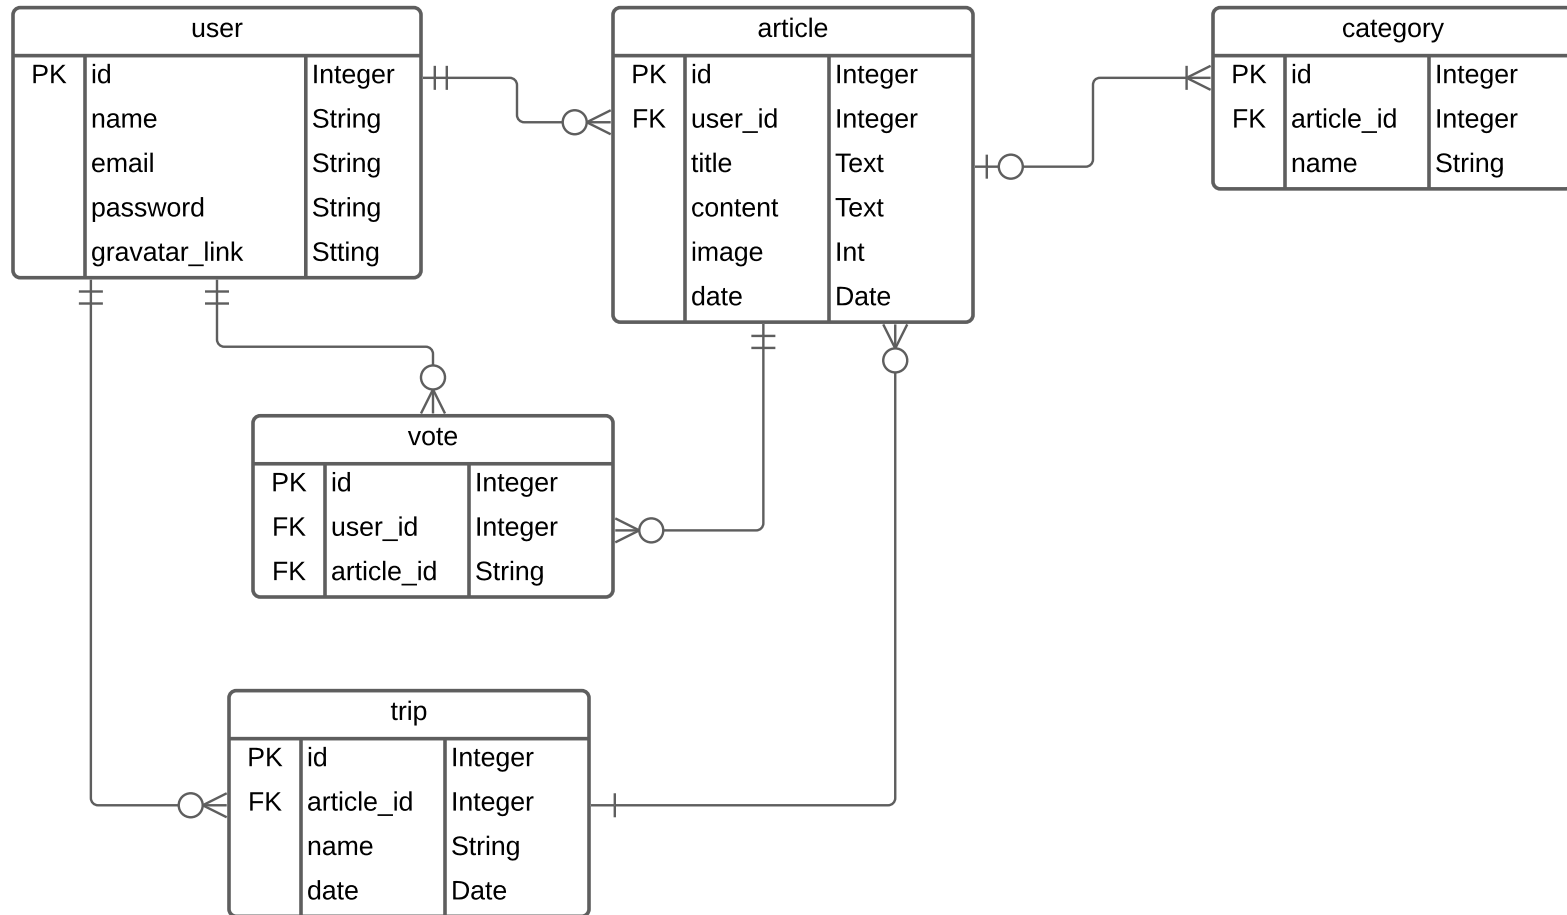 user
PK id Integer
name String
email String
password String
gravatar_link Stting
article
PK id Integer
FK user_id Integer
title Text
content Text
image Int
date Date
category
PK id Integer
FK article_id Integer
name String
vote
PK id Integer
FK user_id Integer
FK article_id String
trip
PK id Integer
FK article_id Integer
name String
date Date